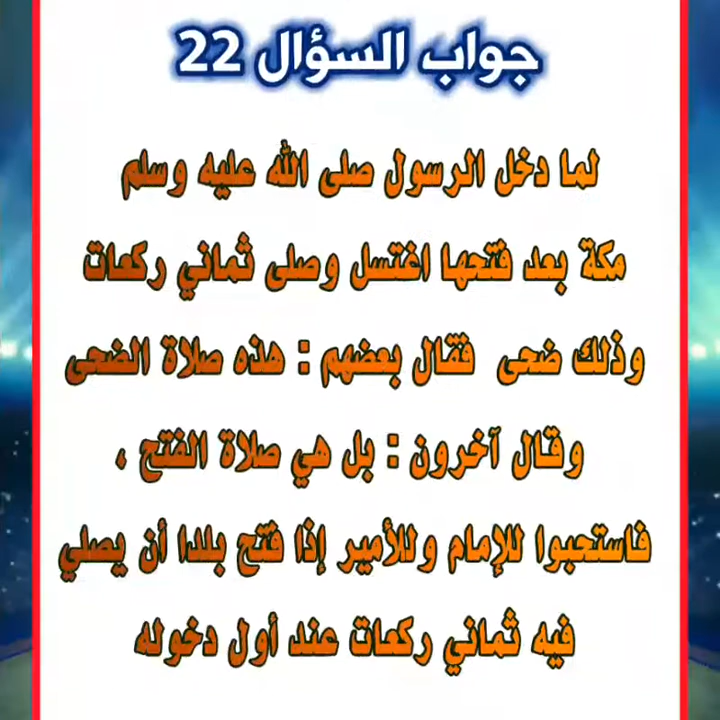 جواب السؤال 22
لما دخل الرسول صلى الله عليه وسلم
مكة بعد فتحها اغتسل وصلى ثماني ركعات
وذلك ضحى فقال بعضهم : هذه صلاة الضحى
وقال آخرون : بل هي صلاة الفتح ،
فاستحبوا للإمام وللأمير إذا فتح بلدا أن يصلي
فيه ثماني ركعات عند أول دخوله